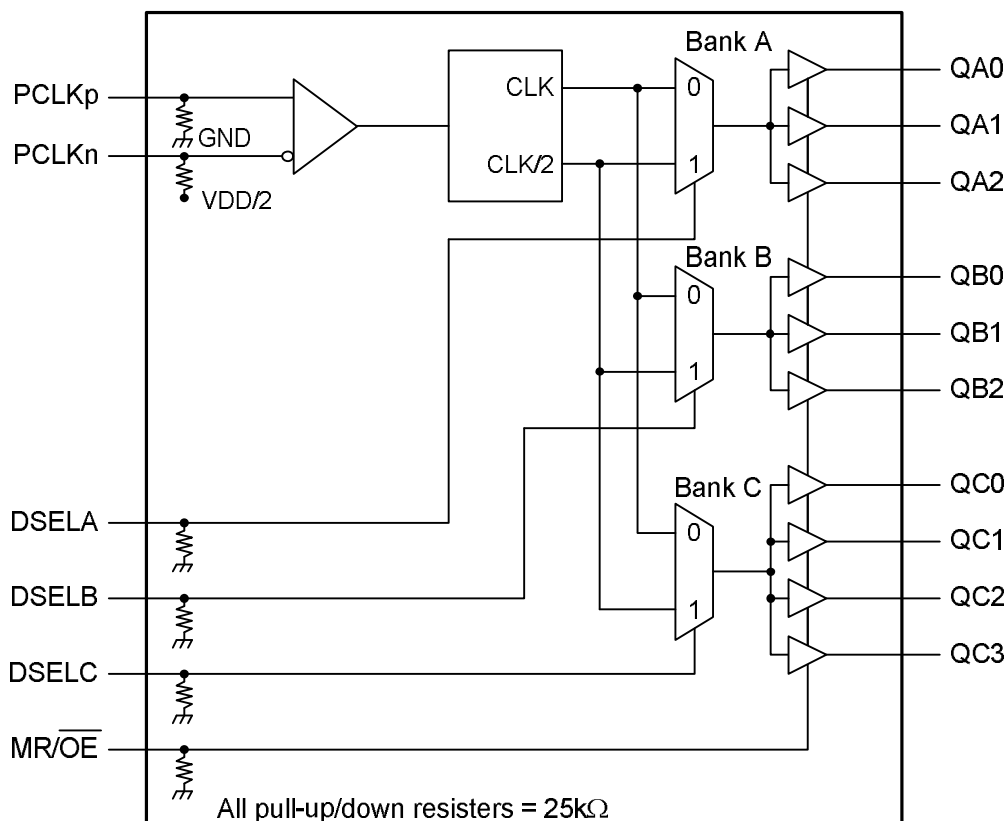 Bank A
QA0
PCLKp
CLK
0
GND
QA1
PCLKn
CLK/2
1
QA2
VDD/2
Bank B
QB0
0
QB1
1
QB2
Bank C
QC0
DSELA
0
QC1
DSELB
1
QC2
DSELC
QC3
MR/OE
All pull-up/down resisters = 25kΩ